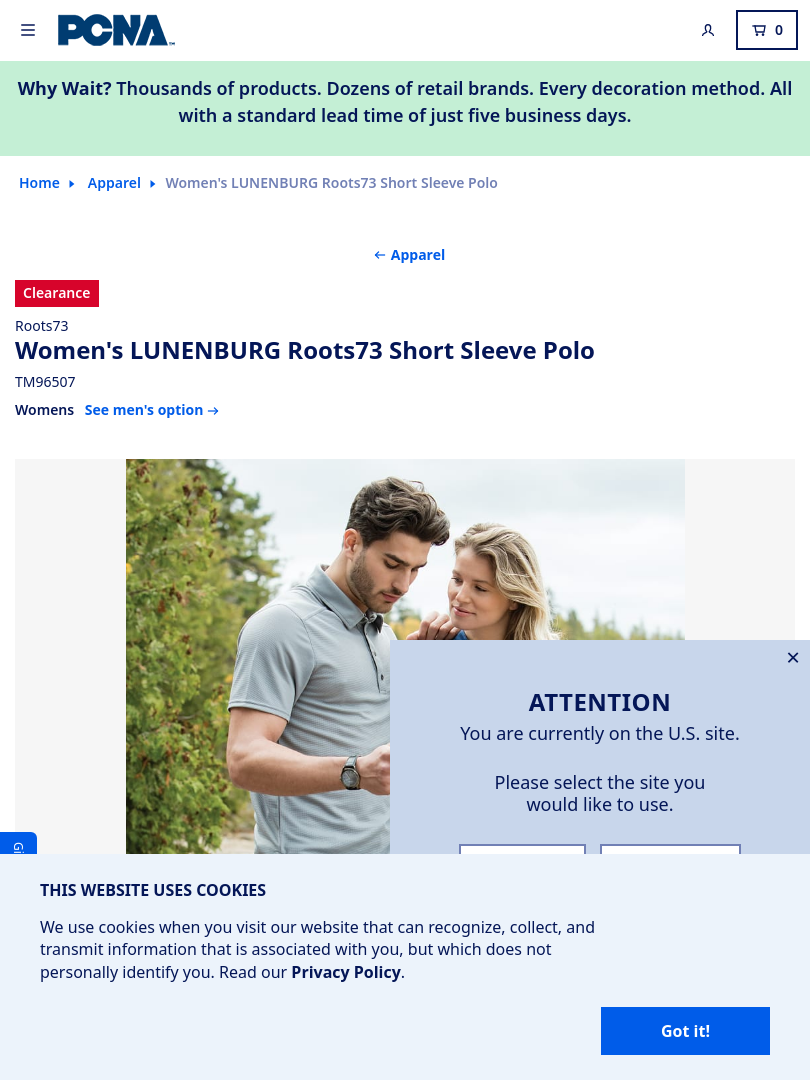 PCNA
0
Why Wait? Thousands of products. Dozens of retail brands. Every decoration method. All
with a standard lead time of just five business days.
Home
Apparel
Women's LUNENBURG Roots73 Short Sleeve Polo
← Apparel
Clearance
Roots73
Women's LUNENBURG Roots73 Short Sleeve Polo
TM96507
Womens See men's option →
ATTENTION
You are currently on the U.S. site.
Please select the site you
would like to use.
THIS WEBSITE USES COOKIES
We use cookies when you visit our website that can recognize, collect, and
transmit information that is associated with you, but which does not
personally identify you. Read our Privacy Policy.
Got it!